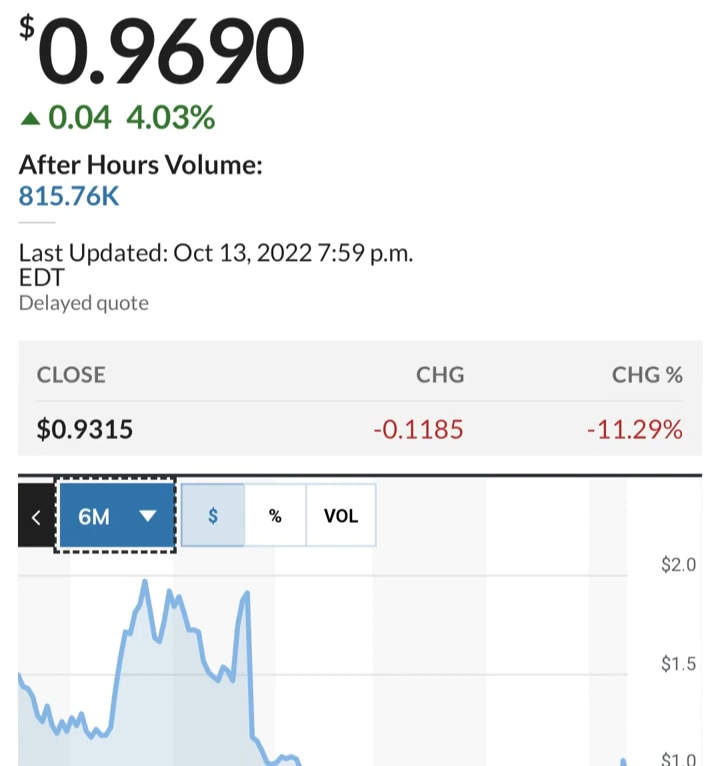 $0.9690
▲ 0.04 4.03%
After Hours Volume:
815.76K
Last Updated: Oct 13, 2022 7:59 p.m.
EDT
Delayed quote
CLOSE CHG CHG %
$0.9315 -0.1185 -11.29%
< 6M ▼ $ % VOL
$2.0
$1.5
$1.0